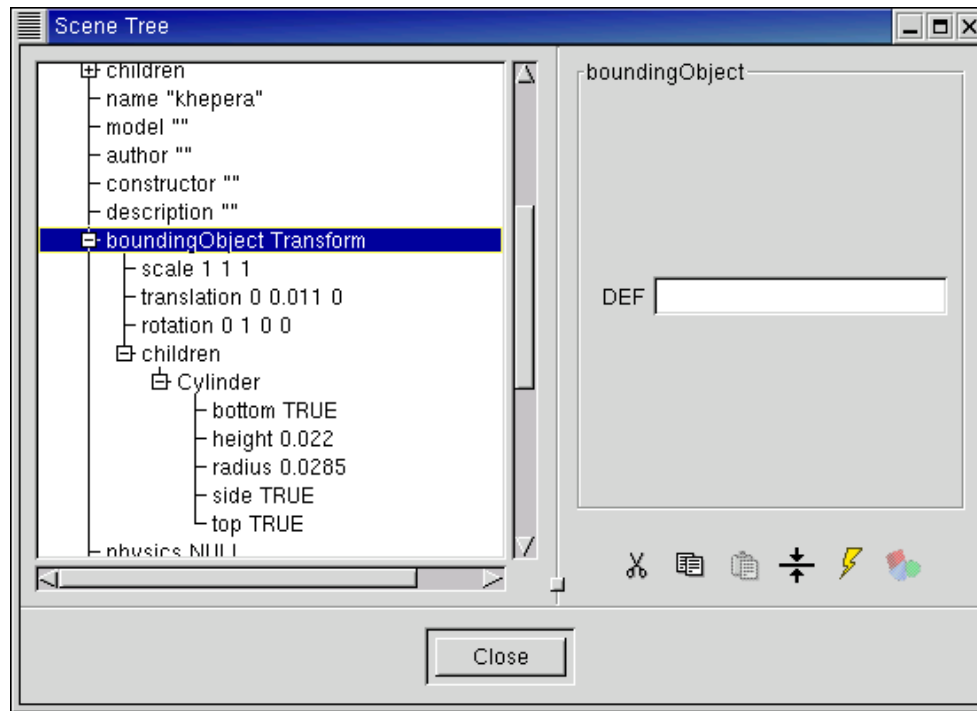 Scene Tree
children
name "khepera"
model ""
author ""
constructor ""
description ""
boundingObject Transform
scale 1 1 1
translation 0 0.011 0
rotation 0 1 0 0
children
Cylinder
bottom TRUE
height 0.022
radius 0.0285
side TRUE
top TRUE
physics NULL
boundingObject
DEF
Close